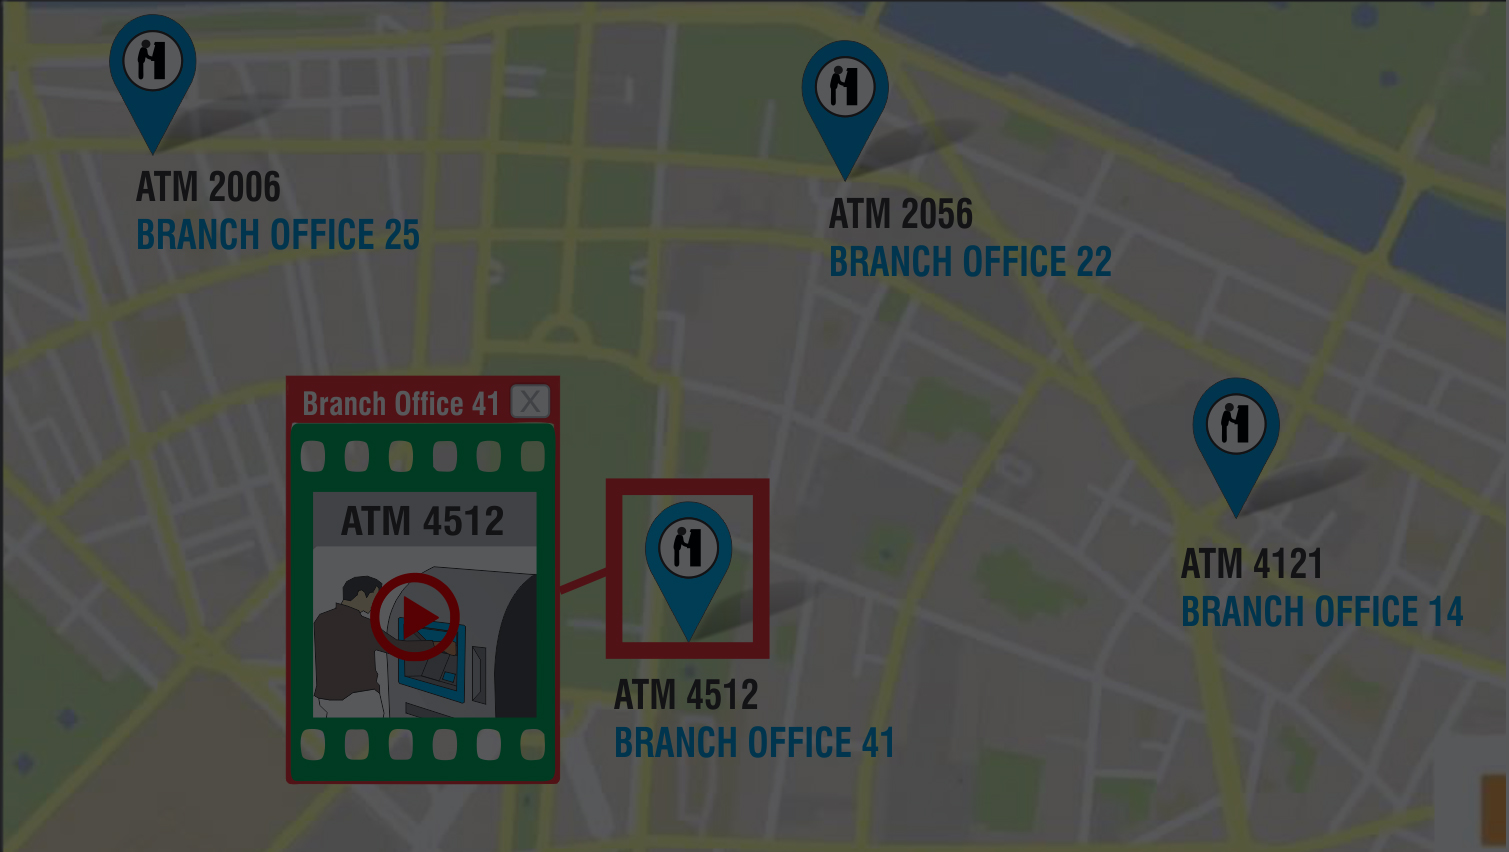 ATM 2006
BRANCH OFFICE 25
ATM 2056
BRANCH OFFICE 22
Branch Office 41 X
ATM 4512
ATM 4121
BRANCH OFFICE 14
ATM 4512
BRANCH OFFICE 41